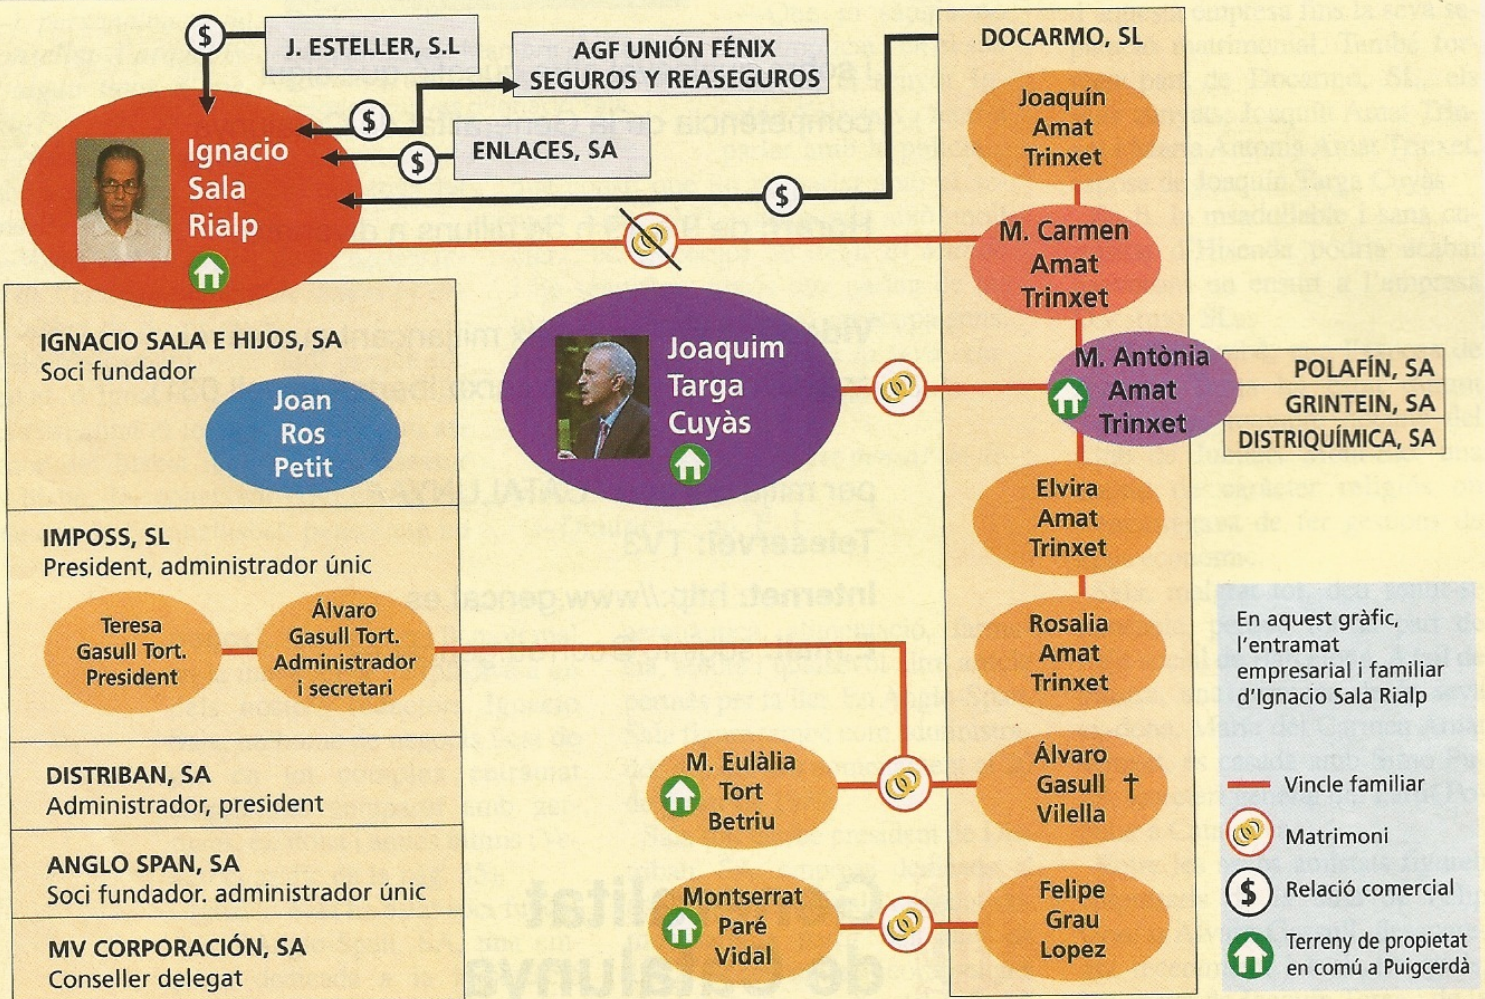 $
J. ESTELLER, S.L
AGF UNIÓN FÉNIX
SEGUROS Y REASEGUROS
$
ENLACES, SA
$
$
DOCARMO, SL
Ignacio
Sala
Rialp
Joaquín
Amat
Trinxet
M. Carmen
Amat
Trinxet
IGNACIO SALA E HIJOS, SA
Soci fundador
Joan
Ros
Petit
Joaquim
Targa
Cuyàs
M. Antònia
Amat
Trinxet
POLAFÍN, SA
GRINTEIN, SA
DISTRIQUÍMICA, SA
Elvira
Amat
Trinxet
IMPOSS, SL
President, administrador únic
Teresa
Gasull Tort.
President
Álvaro
Gasull Tort.
Administrador
i secretari
Rosalia
Amat
Trinxet
DISTRIBAN, SA
Administrador, president
M. Eulàlia
Tort
Betriu
Álvaro
Gasull †
Vilella
ANGLO SPAN, SA
Soci fundador. administrador únic
Montserrat
Paré
Vidal
Felipe
Grau
Lopez
MV CORPORACIÓN, SA
Conseller delegat
En aquest gràfic,
l'entramat
empresarial i familiar
d'Ignacio Sala Rialp
Vincle familiar
Matrimoni
$ Relació comercial
Terreny de propietat
en comú a Puigcerdà